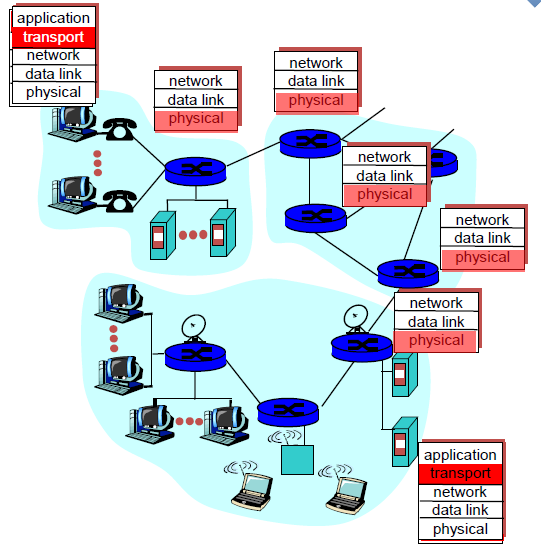 application
transport
network
data link
physical
network
data link
physical
network
data link
physical
network
data link
physical
network
data link
physical
network
data link
physical
application
transport
network
data link
physical